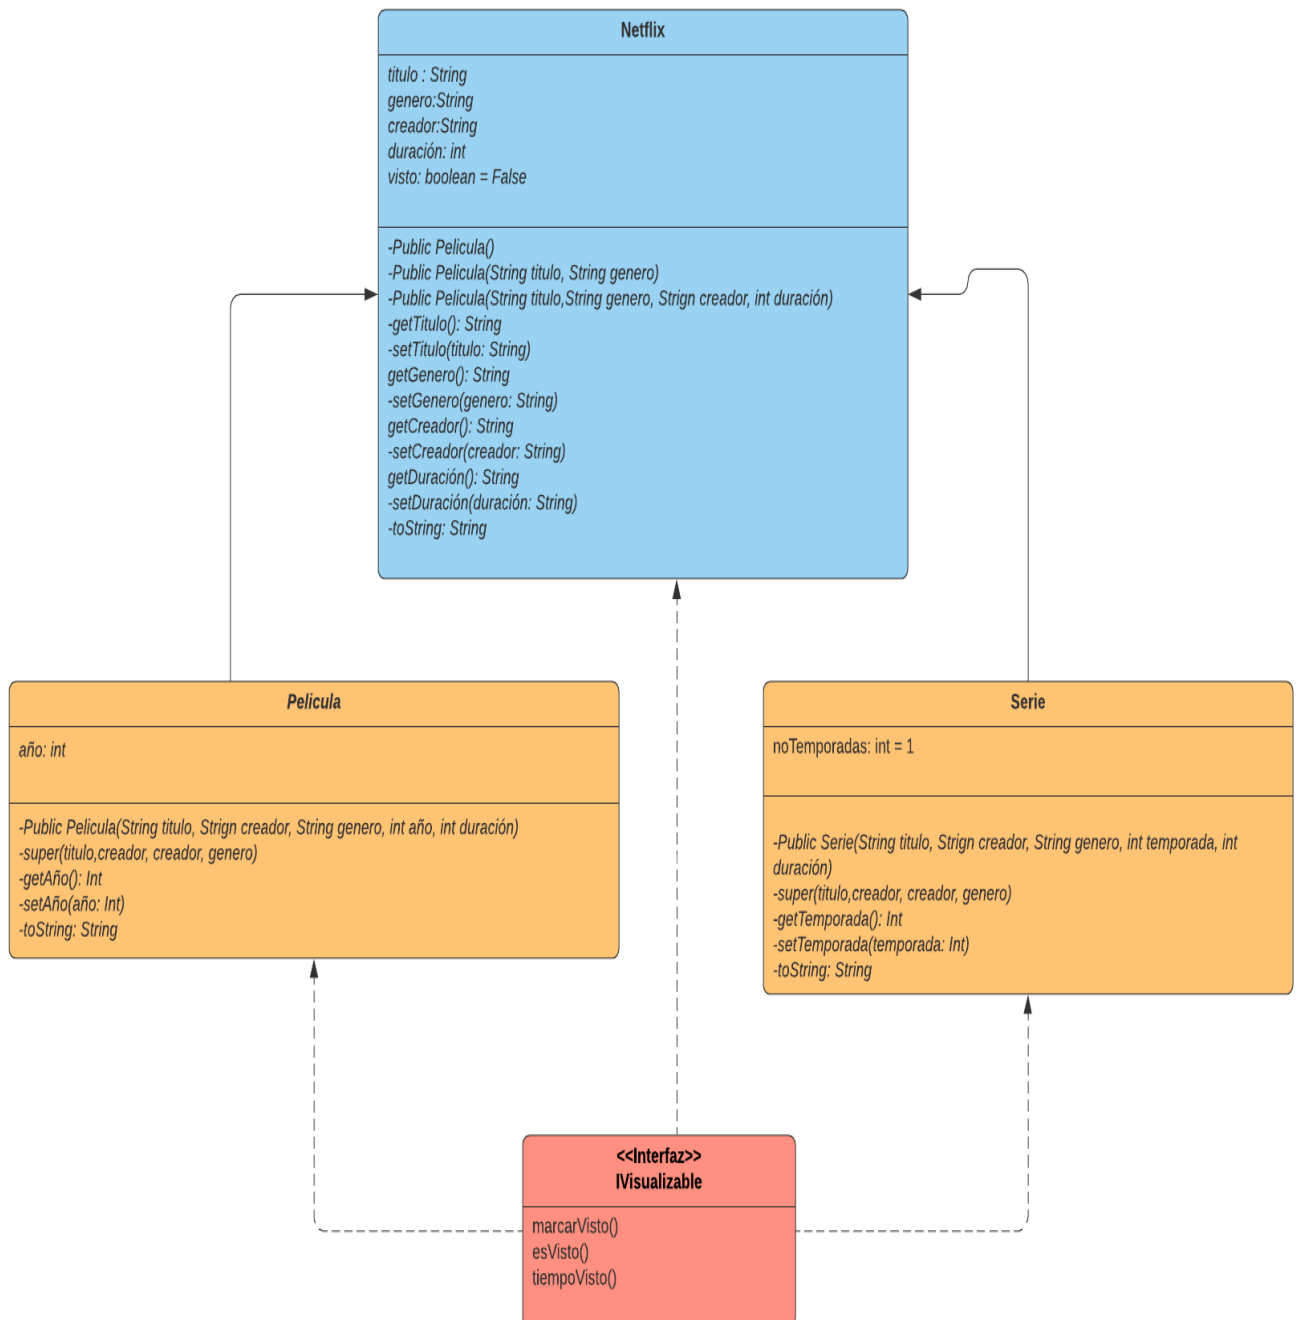 Netflix
titulo : String
genero:String
creador:String
duración: int
visto: boolean = False
-Public Pelicula()
-Public Pelicula(String titulo, String genero)
-Public Pelicula(String titulo,String genero, Strign creador, int duración)
-getTitulo(): String
-setTitulo(titulo: String)
getGenero(): String
-setGenero(genero: String)
getCreador(): String
-setCreador(creador: String)
getDuración(): String
-setDuración(duración: String)
-toString: String
Pelicula
año: int
-Public Pelicula(String titulo, Strign creador, String genero, int año, int duración)
-super(titulo,creador, creador, genero)
-getAño(): Int
-setAño(año: Int)
-toString: String
Serie
noTemporadas: int = 1
-Public Serie(String titulo, Strign creador, String genero, int temporada, int
duración)
-super(titulo,creador, creador, genero)
-getTemporada(): Int
-setTemporada(temporada: Int)
-toString: String
<<Interfaz>>
IVisualizable
marcarVisto()
esVisto()
tiempoVisto()